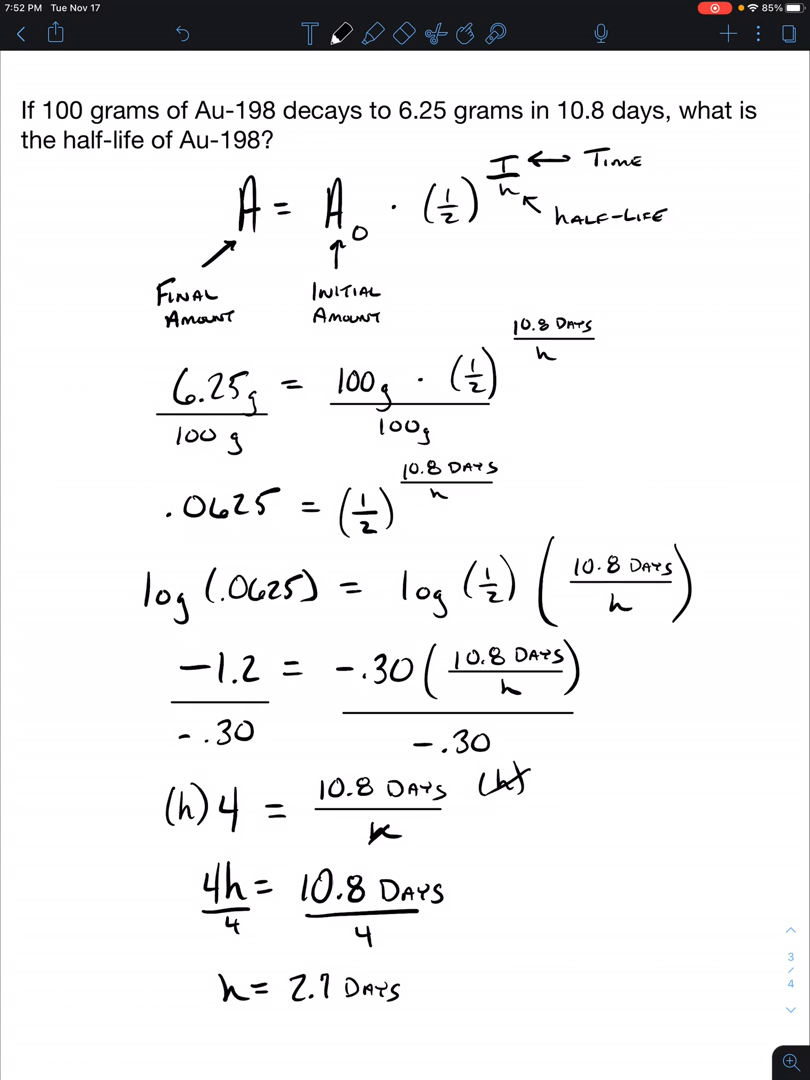 7:52 PM Tue Nov 17
85%
T
If 100 grams of Au-198 decays to 6.25 grams in 10.8 days, what is
the half-life of Au-198?
A = A₀ · (1/2)^(T/h) ↔ TIME
HALF-LIFE
FINAL AMOUNT
INITIAL AMOUNT
6.25g / 100 g = 100g · (1/2)^(10.8 DAYS/h) / 100g
.0625 = (1/2)^(10.8 DAYS/h)
log (.0625) = log (1/2) (10.8 DAYS/h)
-1.2 / -.30 = -.30 (10.8 DAYS/h) / -.30
(h) 4 = 10.8 DAYS/h (h)
4h/4 = 10.8 DAYS/4
h = 2.7 DAYS
3
/
4